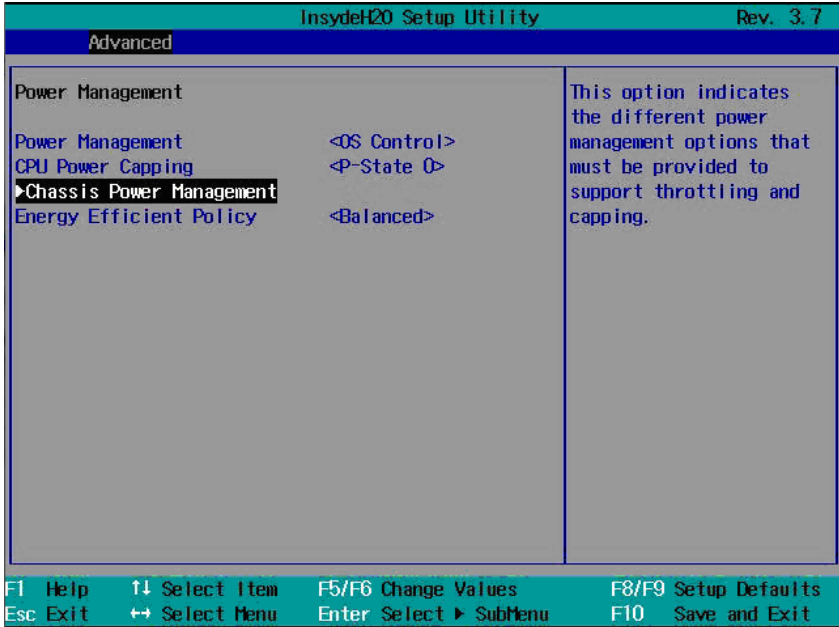 InsydeH2O Setup Utility Rev. 3.7
Advanced
Power Management
Power Management <OS Control>
CPU Power Capping <P-State 0>
▶Chassis Power Management
Energy Efficient Policy <Balanced>
This option indicates
the different power
management options that
must be provided to
support throttling and
capping.
F1 Help ↑↓ Select Item F5/F6 Change Values F8/F9 Setup Defaults
Esc Exit ↔ Select Menu Enter Select ▶ SubMenu F10 Save and Exit